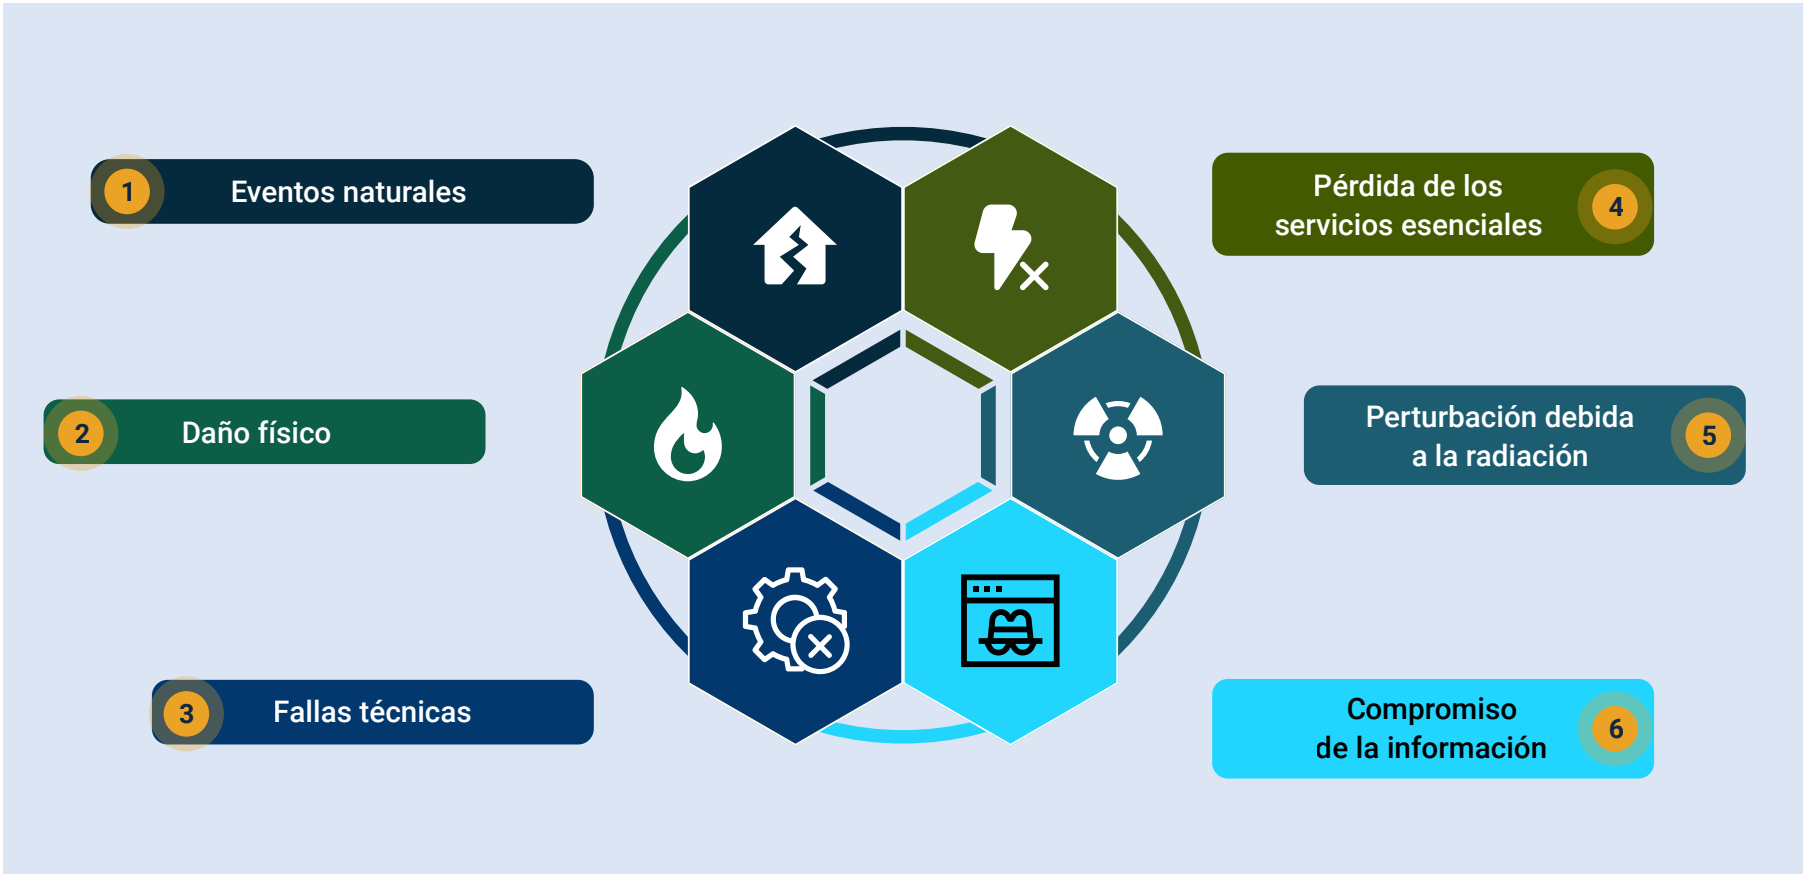 1
Eventos naturales
2
Daño físico
3
Fallas técnicas
4
Pérdida de los
servicios esenciales
5
Perturbación debida
a la radiación
6
Compromiso
de la información